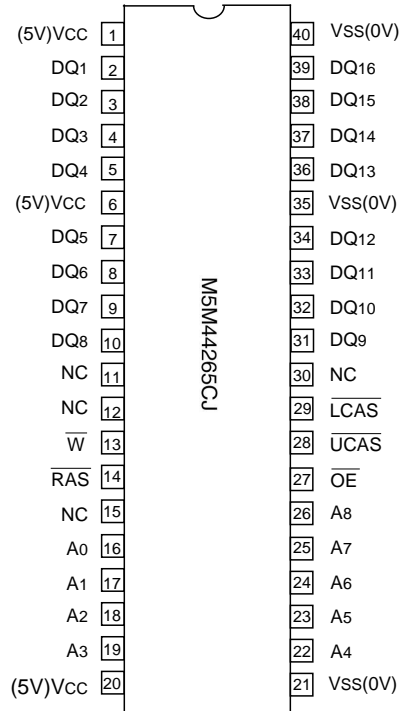 (5V)VCC 1 40 VSS(0V)
DQ1 2 39 DQ16
DQ2 3 38 DQ15
DQ3 4 37 DQ14
DQ4 5 36 DQ13
(5V)VCC 6 35 VSS(0V)
DQ5 7 34 DQ12
DQ6 8 33 DQ11
DQ7 9 32 DQ10
DQ8 10 31 DQ9
NC 11 30 NC
NC 12 29 L̅C̅A̅S̅
W̅ 13 28 U̅C̅A̅S̅
R̅A̅S̅ 14 27 O̅E̅
NC 15 26 A8
A0 16 25 A7
A1 17 24 A6
A2 18 23 A5
A3 19 22 A4
(5V)VCC 20 21 VSS(0V)
M5M44265CJ